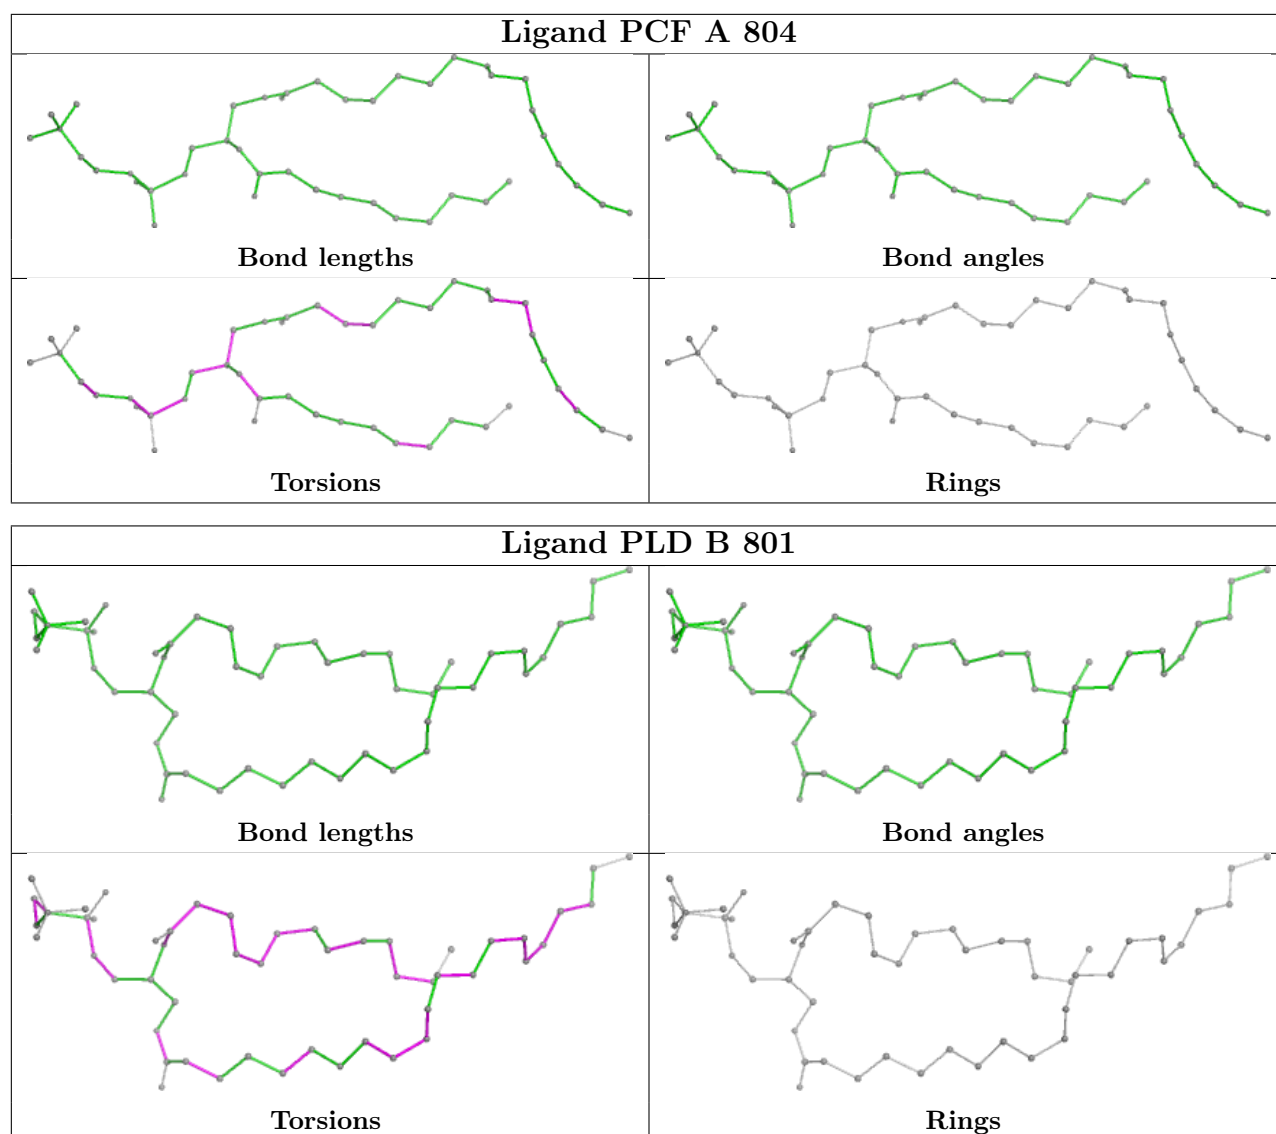 Ligand PCF A 804
Bond lengths
Bond angles
Torsions
Rings
Ligand PLD B 801
Bond lengths
Bond angles
Torsions
Rings